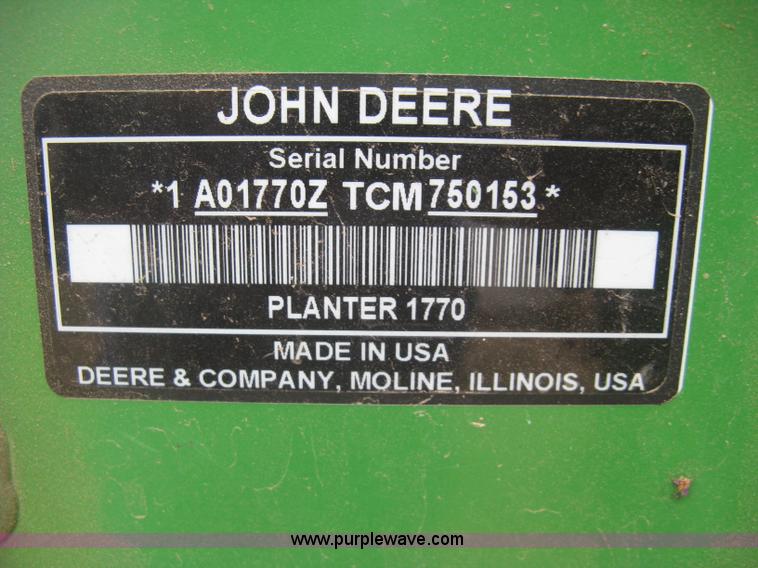 JOHN DEERE
Serial Number
*1 A01770Z TCM750153*
PLANTER 1770
MADE IN USA
DEERE & COMPANY, MOLINE, ILLINOIS, USA
www.purplewave.com